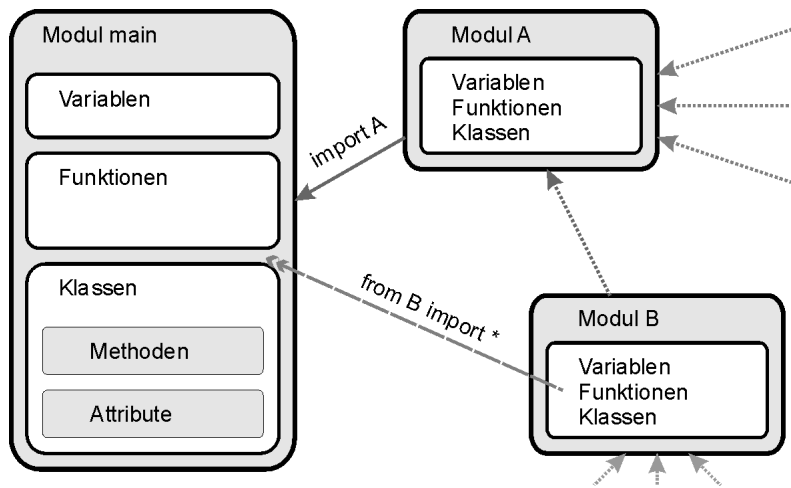 Modul main
Variablen
Funktionen
Klassen
Methoden
Attribute
import A
from B import *
Modul A
Variablen
Funktionen
Klassen
Modul B
Variablen
Funktionen
Klassen